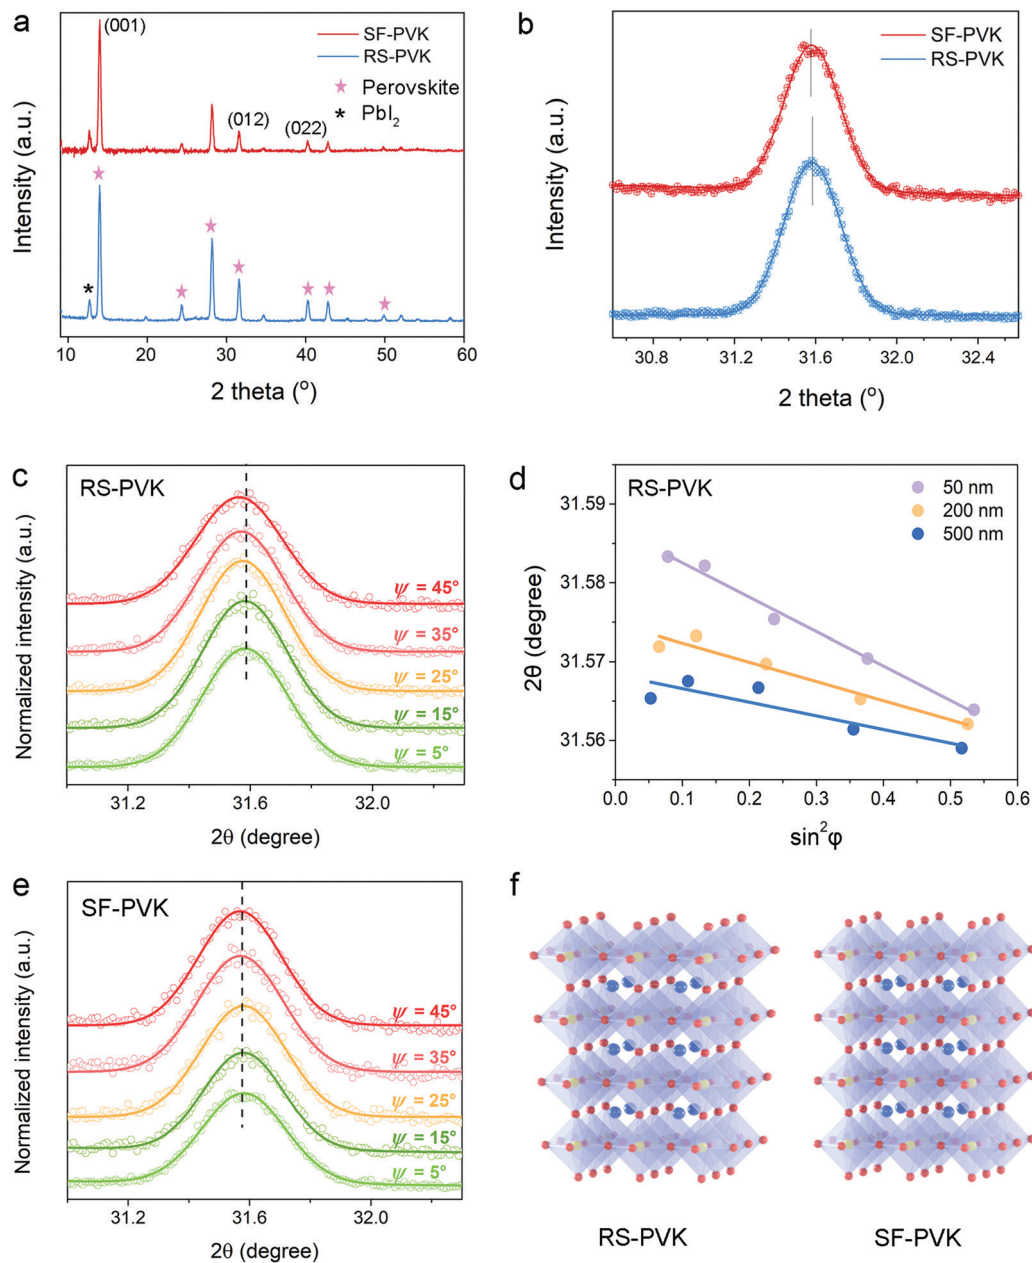 a
(001)
SF-PVK
RS-PVK
Perovskite
* PbI₂
(012)
(022)
*
Intensity (a.u.)
10 20 30 40 50 60
2 theta (°)
b
SF-PVK
RS-PVK
Intensity (a.u.)
30.8 31.2 31.6 32.0 32.4
2 theta (°)
c
RS-PVK
ψ = 45°
ψ = 35°
ψ = 25°
ψ = 15°
ψ = 5°
Normalized intensity (a.u.)
31.2 31.6 32.0
2θ (degree)
d
RS-PVK
50 nm
200 nm
500 nm
31.59
31.58
31.57
31.56
2θ (degree)
0.0 0.1 0.2 0.3 0.4 0.5 0.6
sin²φ
e
SF-PVK
ψ = 45°
ψ = 35°
ψ = 25°
ψ = 15°
ψ = 5°
Normalized intensity (a.u.)
31.2 31.6 32.0
2θ (degree)
f
RS-PVK SF-PVK